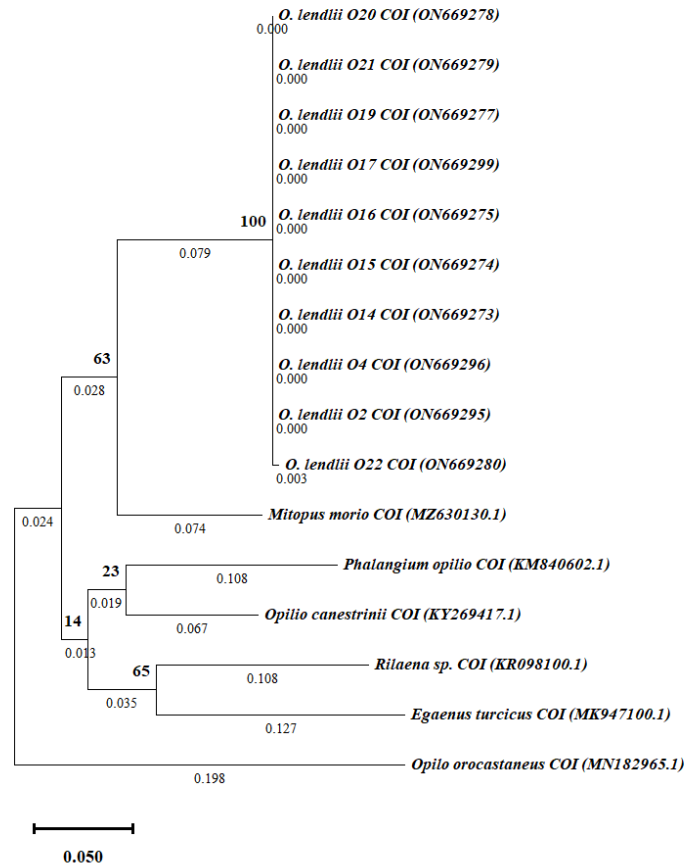 O. lendlii O20 COI (ON669278)
0.000
O. lendlii O21 COI (ON669279)
0.000
O. lendlii O19 COI (ON669277)
0.000
O. lendlii O17 COI (ON669299)
0.000
O. lendlii O16 COI (ON669275)
0.000
100
0.079
O. lendlii O15 COI (ON669274)
0.000
O. lendlii O14 COI (ON669273)
0.000
63
O. lendlii O4 COI (ON669296)
0.000
0.028
O. lendlii O2 COI (ON669295)
0.000
O. lendlii O22 COI (ON669280)
0.003
Mitopus morio COI (MZ630130.1)
0.024
0.074
Phalangium opilio COI (KM840602.1)
23
0.108
0.019
Opilio canestrinii COI (KY269417.1)
14
0.067
0.013
65
Rilaena sp. COI (KR098100.1)
0.108
0.035
Egaenus turcicus COI (MK947100.1)
0.127
Opilo orocastaneus COI (MN182965.1)
0.198
0.050